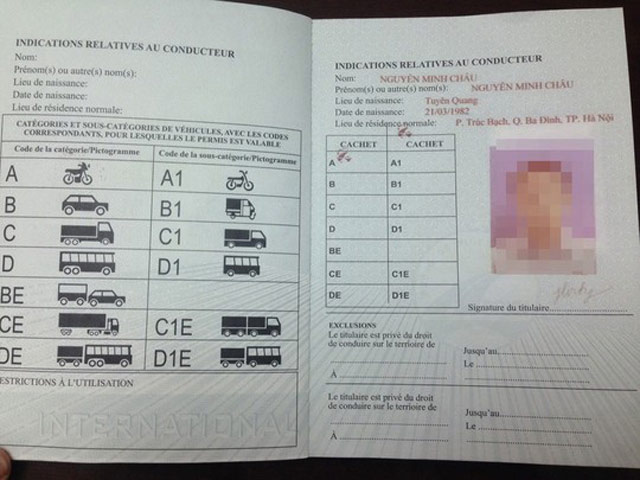 INDICATIONS RELATIVES AU CONDUCTEUR
Nom:
Prénom(s) ou autre(s) nom(s):
Lieu de naissance:
Date de naissance:
Lieu de résidence normale:
CATÉGORIES ET SOUS-CATÉGORIES DE VÉHICULES, AVEC LES CODES
CORRESPONDANTS, POUR LESQUELLES LE PERMIS EST VALABLE
Code de la catégorie/Pictogramme Code de la sous-catégorie/Pictogramme
A A1
B B1
C C1
D D1
BE
CE C1E
DE D1E
RESTRICTIONS À L'UTILISATION
INTERNATIONAL
INDICATIONS RELATIVES AU CONDUCTEUR
Nom: NGUYỄN MINH CHÂU
Prénom(s) ou autre(s) nom(s): NGUYỄN MINH CHÂU
Lieu de naissance: Tuyên Quang
Date de naissance: 21/03/1982
Lieu de résidence normale: P. Trúc Bạch, Q. Ba Đình, TP. Hà Nội
CACHET CACHET
A A1
B B1
C C1
D D1
BE
CE C1E
DE D1E
Signature du titulaire
EXCLUSIONS
Le titulaire est privé du droit
de conduire sur le terrioire de
Jusqu'au
Le
À
Le titulaire est privé du droit
de conduire sur le terrioire de
Jusqu'au
Le
À